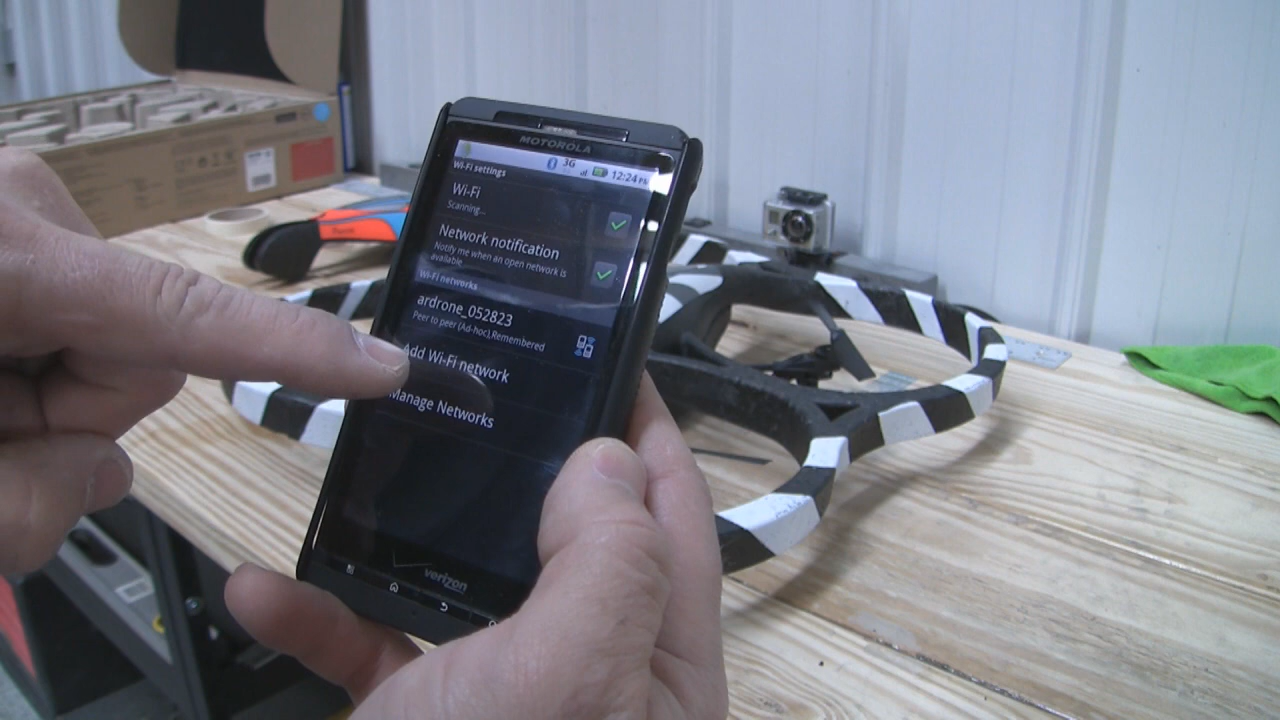 MOTOROLA
3G
12:24PM
Wi-Fi settings
Wi-Fi
Scanning...
Network notification
Notify me when an open network is
available
Wi-Fi networks
ardrone_052823
Peer to peer (Ad-hoc),Remembered
Add Wi-Fi network
Manage Networks
verizon